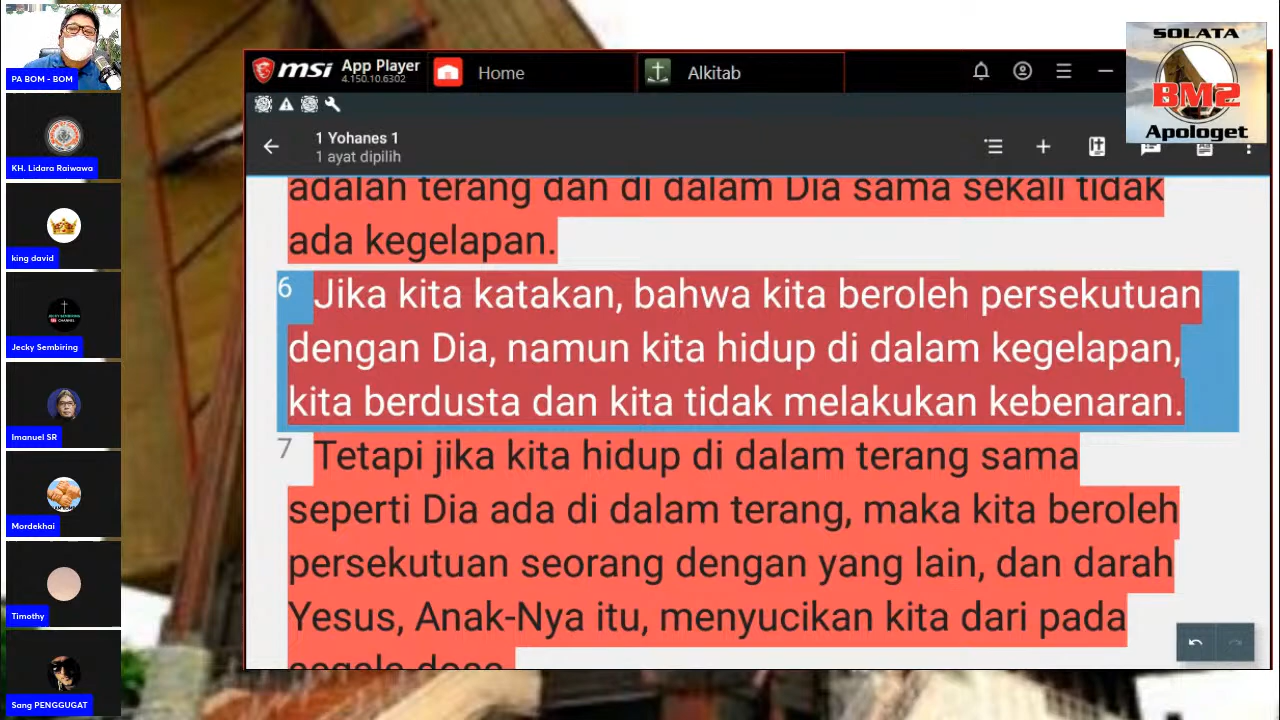 PA BOM - BOM
KH. Lidara Raiwawa
king david
JECKY SEMBIRING
CHANNEL
Jecky Sembiring
Imanuel SR
Mordekhai
Timothy
Sang PENGGUGAT
msi App Player
4.150.10.6302
Home
Alkitab
SOLATA
BM2
Apologet
1 Yohanes 1
1 ayat dipilih
adalah terang dan di dalam Dia sama sekali tidak
ada kegelapan.
6 Jika kita katakan, bahwa kita beroleh persekutuan
dengan Dia, namun kita hidup di dalam kegelapan,
kita berdusta dan kita tidak melakukan kebenaran.
7 Tetapi jika kita hidup di dalam terang sama
seperti Dia ada di dalam terang, maka kita beroleh
persekutuan seorang dengan yang lain, dan darah
Yesus, Anak-Nya itu, menyucikan kita dari pada
segala dosa.